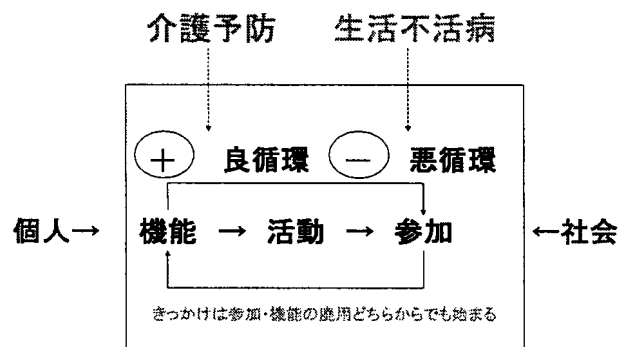 介護予防 生活不活病
+ 良循環 − 悪循環
個人→ 機能 → 活動 → 参加 ←社会
きっかけは参加・機能の廃用どちらからでも始まる